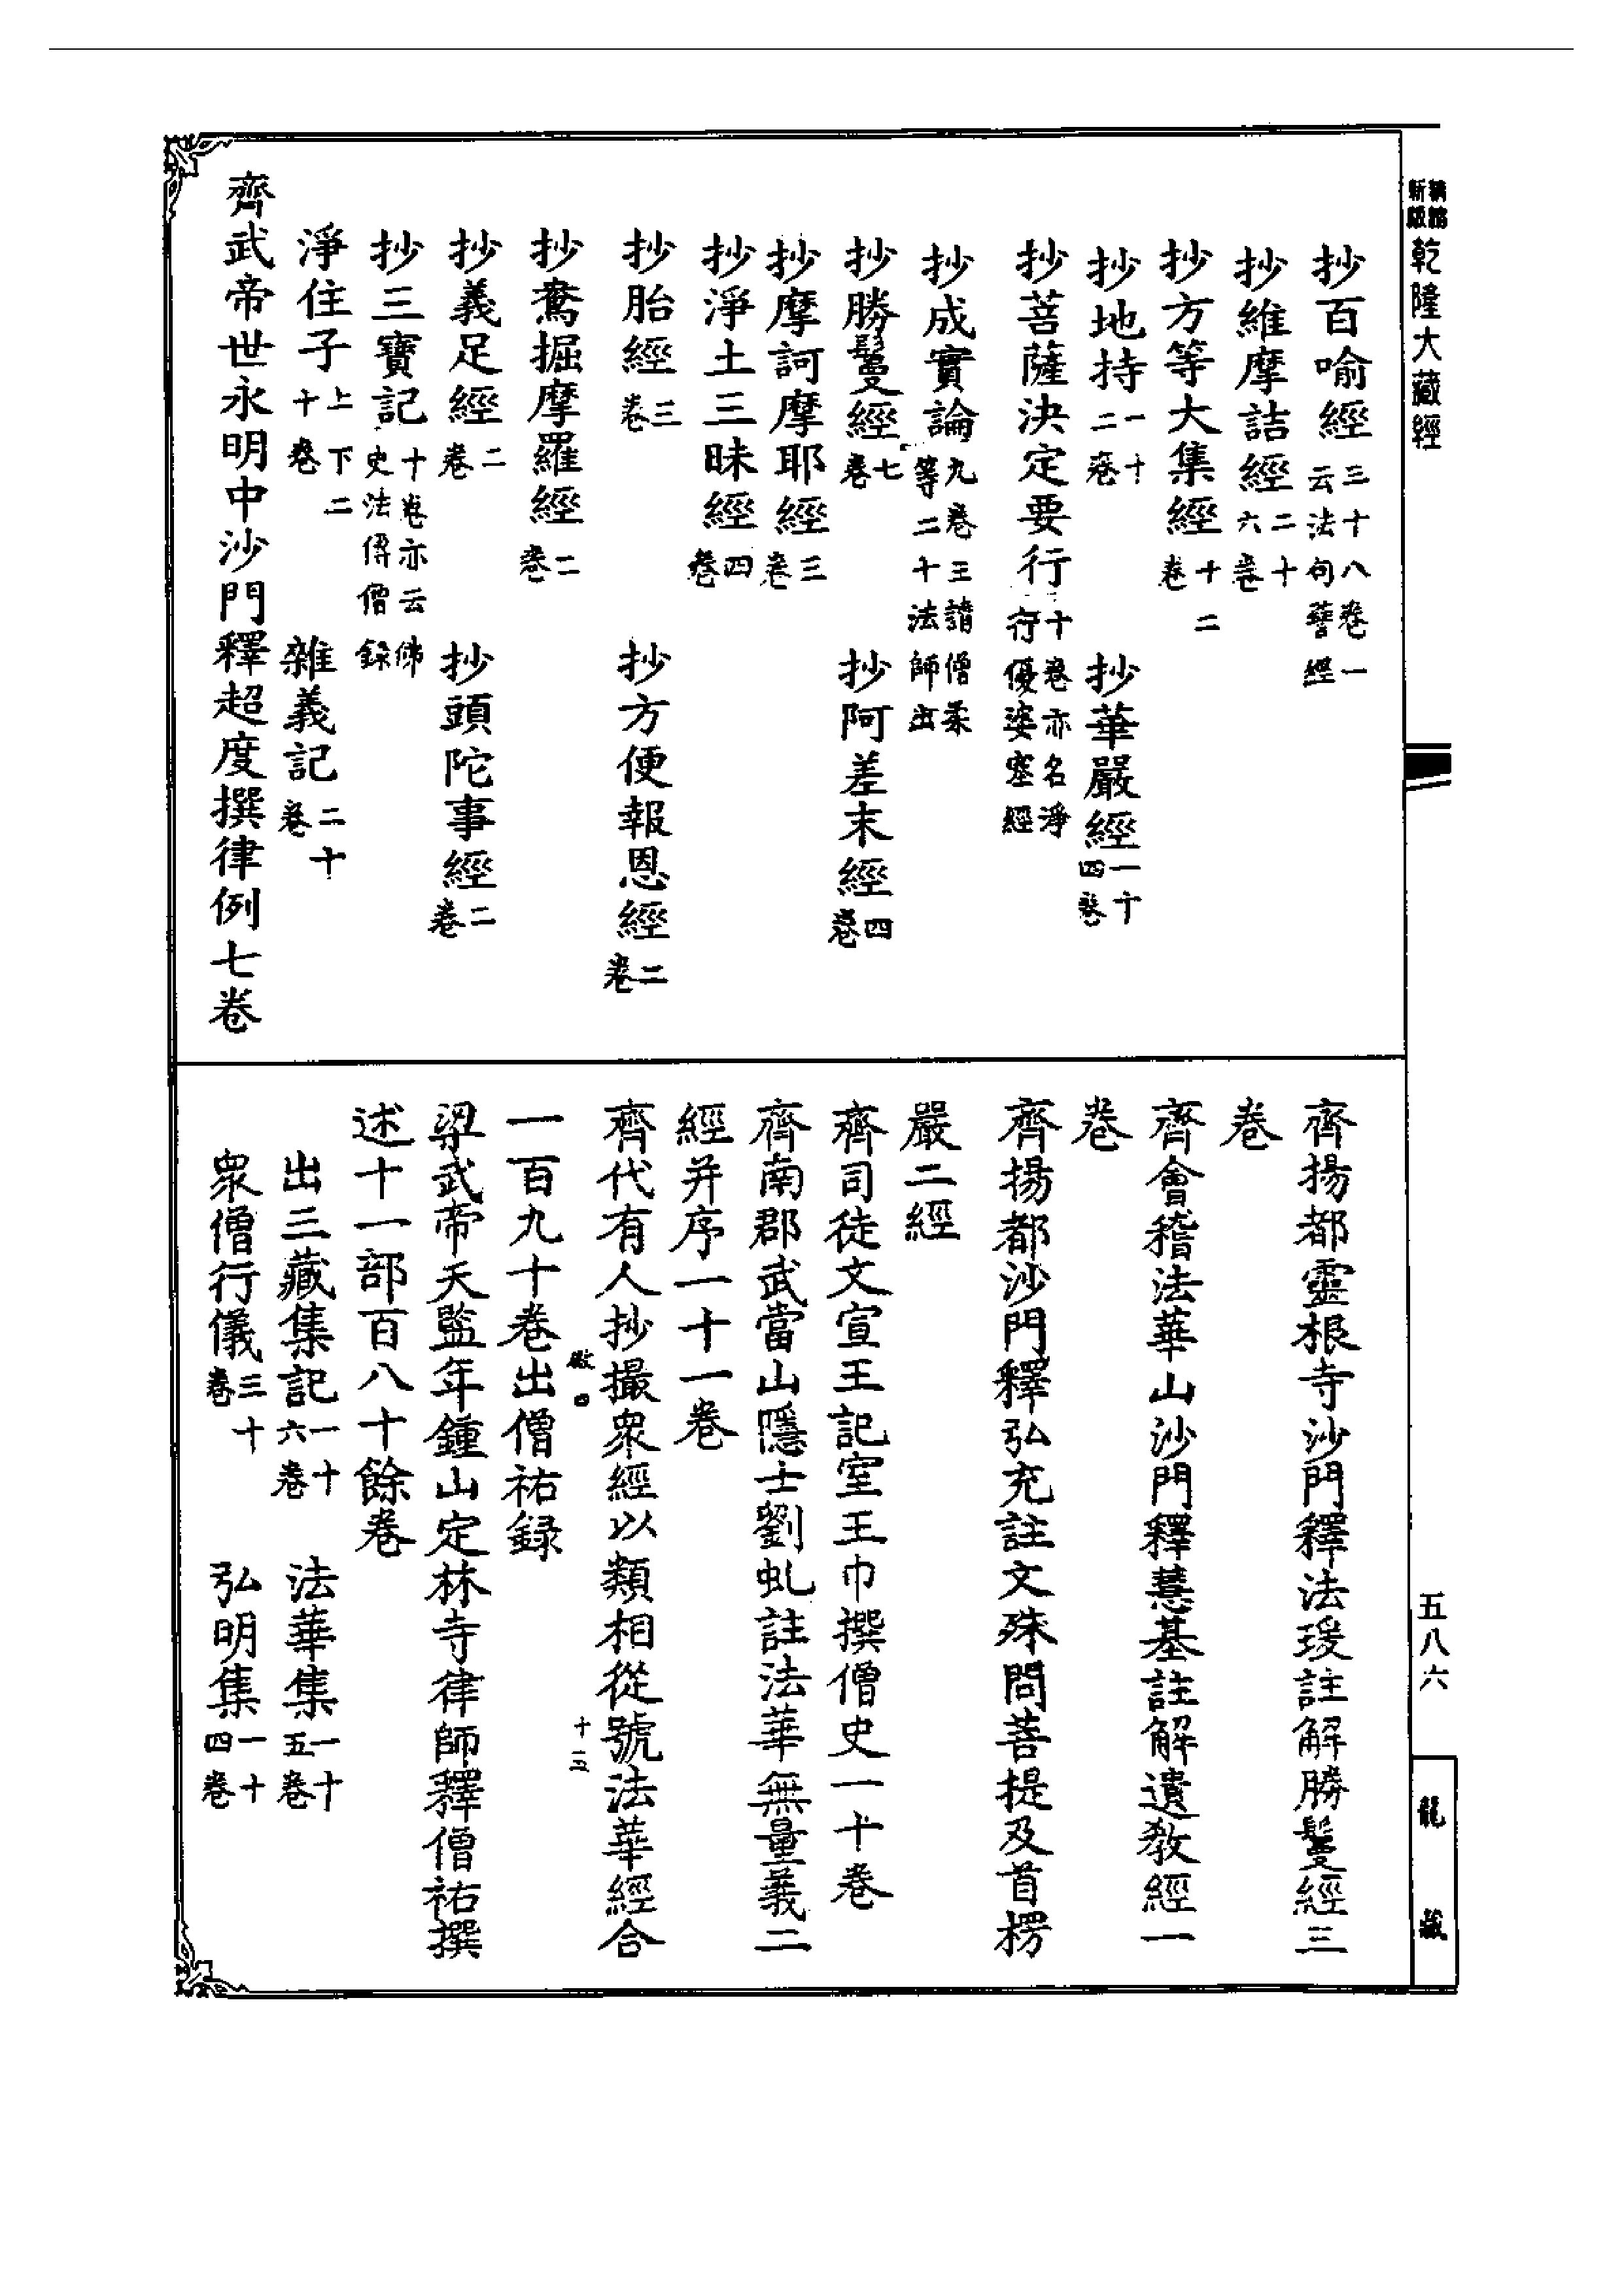 乾隆大藏經
抄百喻經三十八卷一云法句譬經
抄維摩詰經二十六卷
抄方等大集經十二卷
抄地持一十二卷　抄華嚴經一十四卷
抄菩薩決定要行十卷亦名淨行優婆塞經
抄成實論九卷三請僧柔等二十法師出
抄勝鬘經七卷　抄阿差末經四卷
抄摩訶摩耶經三卷
抄淨土三昧經四卷
抄胎經三卷　抄方便報恩經二卷
抄鴦掘摩羅經二卷
抄義足經二卷　抄頭陀事經二卷
抄三寶記十卷亦云佛史法傳僧錄
淨住子上下二十卷　雜義記二十卷
齊武帝世永明中沙門釋超度撰律例七卷
齊揚都靈根寺沙門釋法瑗註解勝鬘經三
卷
齊會稽法華山沙門釋慧基註解遺教經一
卷
齊揚都沙門釋弘充註文殊問菩提及首楞
嚴二經
齊司徒文宣王記室王巾撰僧史一十卷
齊南郡武當山隱士劉虬註法華無量義二
經并序一十一卷
齊代有人抄撮眾經以類相從號法華經合
一百九十卷出僧祐録
梁武帝天監年鍾山定林寺律師釋僧祐撰
述十一部百八十餘卷
出三藏集記一十六卷　法華集一十五卷
眾僧行儀三十卷　弘明集一十四卷
五八六
龍藏